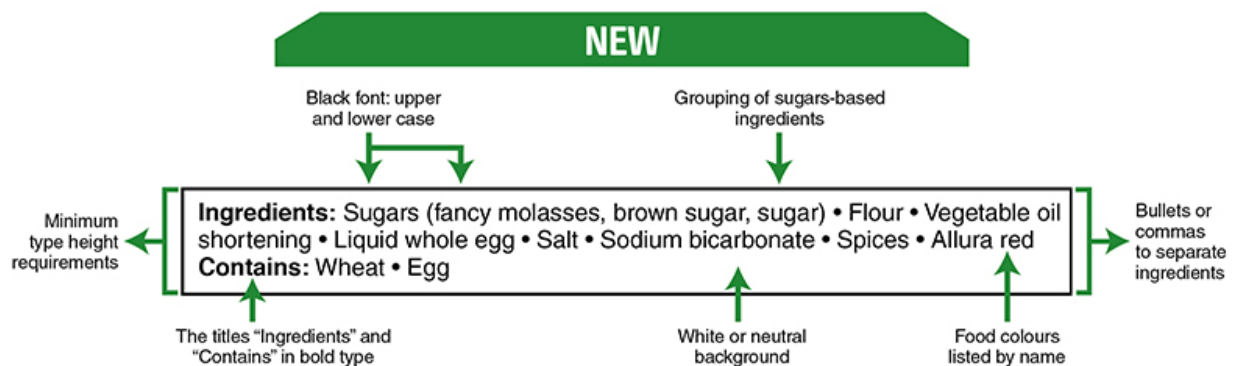 NEW
Black font: upper
and lower case
Grouping of sugars-based
ingredients
Minimum
type height
requirements
Ingredients: Sugars (fancy molasses, brown sugar, sugar) • Flour • Vegetable oil
shortening • Liquid whole egg • Salt • Sodium bicarbonate • Spices • Allura red
Contains: Wheat • Egg
Bullets or
commas
to separate
ingredients
The titles “Ingredients” and
“Contains” in bold type
White or neutral
background
Food colours
listed by name